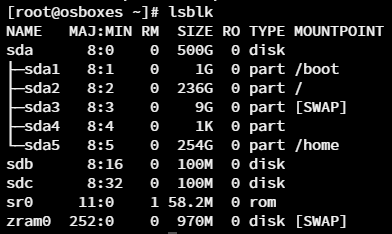 [root@osboxes ~]# lsblk
NAME   MAJ:MIN RM  SIZE RO TYPE MOUNTPOINT
sda      8:0    0  500G  0 disk
├─sda1   8:1    0    1G  0 part /boot
├─sda2   8:2    0  236G  0 part /
├─sda3   8:3    0    9G  0 part [SWAP]
├─sda4   8:4    0    1K  0 part
└─sda5   8:5    0  254G  0 part /home
sdb      8:16   0  100M  0 disk
sdc      8:32   0  100M  0 disk
sr0     11:0    1 58.2M  0 rom
zram0  252:0    0  970M  0 disk [SWAP]